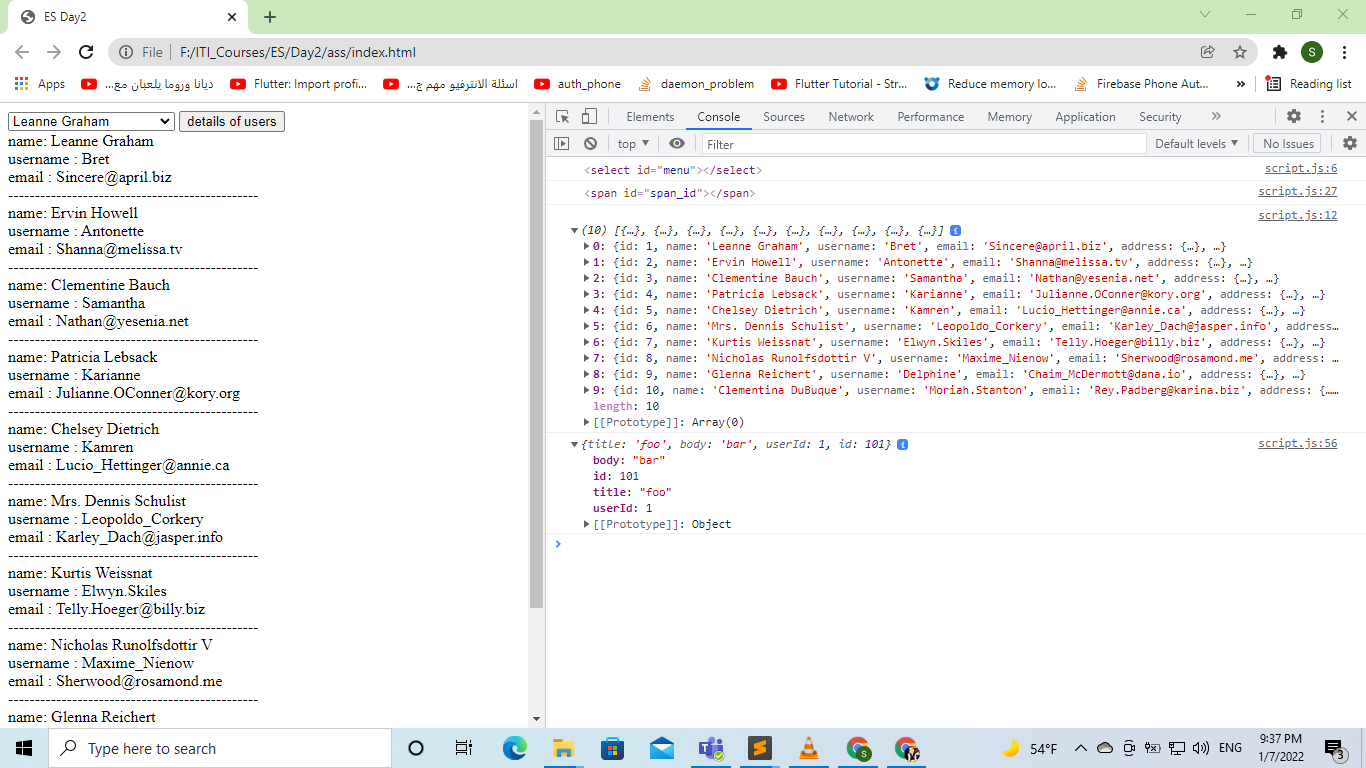 ES Day2
File | F:/ITI_Courses/ES/Day2/ass/index.html
S
Apps
ديانا وروما يلعبان مع...
Flutter: Import profi...
اسئلة الانترفيو مهم ج...
auth_phone
daemon_problem
Flutter Tutorial - Str...
Reduce memory lo...
Firebase Phone Aut...
»
Reading list
Leanne Graham
details of users
name: Leanne Graham
username : Bret
email : Sincere@april.biz
-----------------------------------------------
name: Ervin Howell
username : Antonette
email : Shanna@melissa.tv
-----------------------------------------------
name: Clementine Bauch
username : Samantha
email : Nathan@yesenia.net
-----------------------------------------------
name: Patricia Lebsack
username : Karianne
email : Julianne.OConner@kory.org
-----------------------------------------------
name: Chelsey Dietrich
username : Kamren
email : Lucio_Hettinger@annie.ca
-----------------------------------------------
name: Mrs. Dennis Schulist
username : Leopoldo_Corkery
email : Karley_Dach@jasper.info
-----------------------------------------------
name: Kurtis Weissnat
username : Elwyn.Skiles
email : Telly.Hoeger@billy.biz
-----------------------------------------------
name: Nicholas Runolfsdottir V
username : Maxime_Nienow
email : Sherwood@rosamond.me
-----------------------------------------------
name: Glenna Reichert
Elements Console Sources Network Performance Memory Application Security »
top ▼ Filter Default levels ▼ No Issues
<select id="menu"></select> script.js:6
<span id="span_id"></span> script.js:27
script.js:12
(10) [{…}, {…}, {…}, {…}, {…}, {…}, {…}, {…}, {…}, {…}] i
0: {id: 1, name: 'Leanne Graham', username: 'Bret', email: 'Sincere@april.biz', address: {…}, …}
1: {id: 2, name: 'Ervin Howell', username: 'Antonette', email: 'Shanna@melissa.tv', address: {…}, …}
2: {id: 3, name: 'Clementine Bauch', username: 'Samantha', email: 'Nathan@yesenia.net', address: {…}, …}
3: {id: 4, name: 'Patricia Lebsack', username: 'Karianne', email: 'Julianne.OConner@kory.org', address: {…}, …}
4: {id: 5, name: 'Chelsey Dietrich', username: 'Kamren', email: 'Lucio_Hettinger@annie.ca', address: {…}, …}
5: {id: 6, name: 'Mrs. Dennis Schulist', username: 'Leopoldo_Corkery', email: 'Karley_Dach@jasper.info', address…
6: {id: 7, name: 'Kurtis Weissnat', username: 'Elwyn.Skiles', email: 'Telly.Hoeger@billy.biz', address: {…}, …}
7: {id: 8, name: 'Nicholas Runolfsdottir V', username: 'Maxime_Nienow', email: 'Sherwood@rosamond.me', address: …
8: {id: 9, name: 'Glenna Reichert', username: 'Delphine', email: 'Chaim_McDermott@dana.io', address: {…}, …}
9: {id: 10, name: 'Clementina DuBuque', username: 'Moriah.Stanton', email: 'Rey.Padberg@karina.biz', address: {……
length: 10
[[Prototype]]: Array(0)
{title: 'foo', body: 'bar', userId: 1, id: 101} i script.js:56
body: "bar"
id: 101
title: "foo"
userId: 1
[[Prototype]]: Object
Type here to search
54°F
ENG
9:37 PM
1/7/2022
3